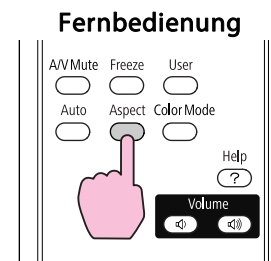 Fernbedienung
A/V Mute Freeze User
Auto Aspect Color Mode
Help
?
Volume